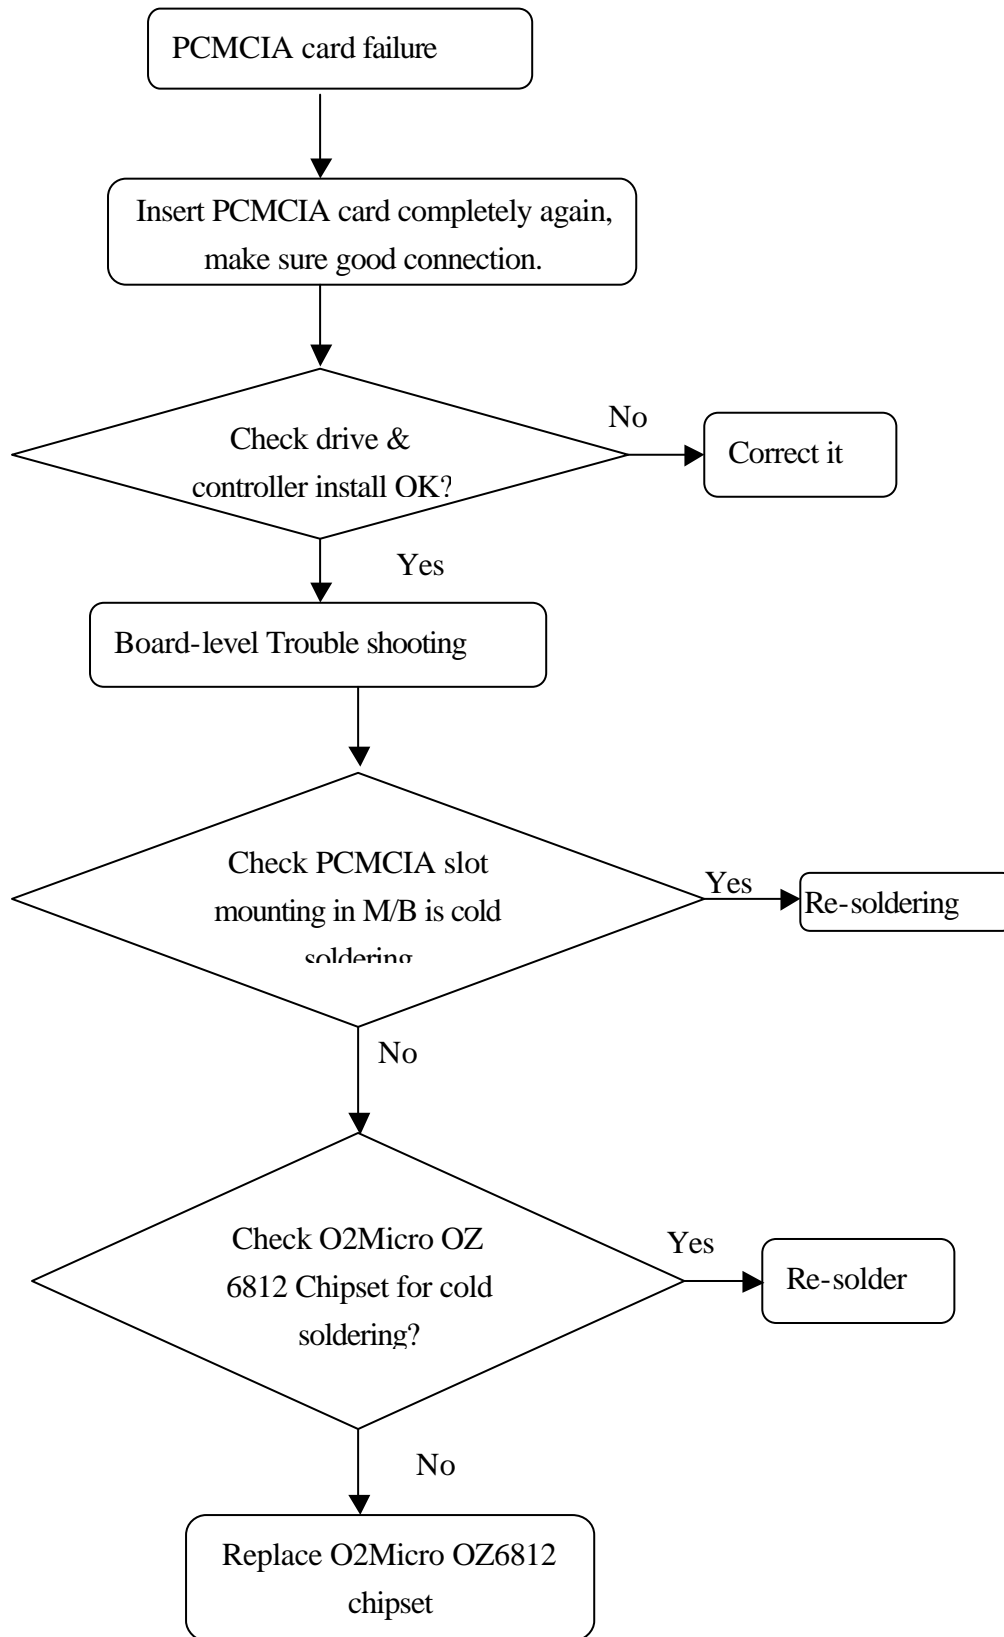 PCMCIA card failure
Insert PCMCIA card completely again,
make sure good connection.
Check drive &
controller install OK?
No
Correct it
Yes
Board-level Trouble shooting
Check PCMCIA slot
mounting in M/B is cold
soldering
Yes
Re-soldering
No
Check O2Micro OZ
6812 Chipset for cold
soldering?
Yes
Re-solder
No
Replace O2Micro OZ6812
chipset